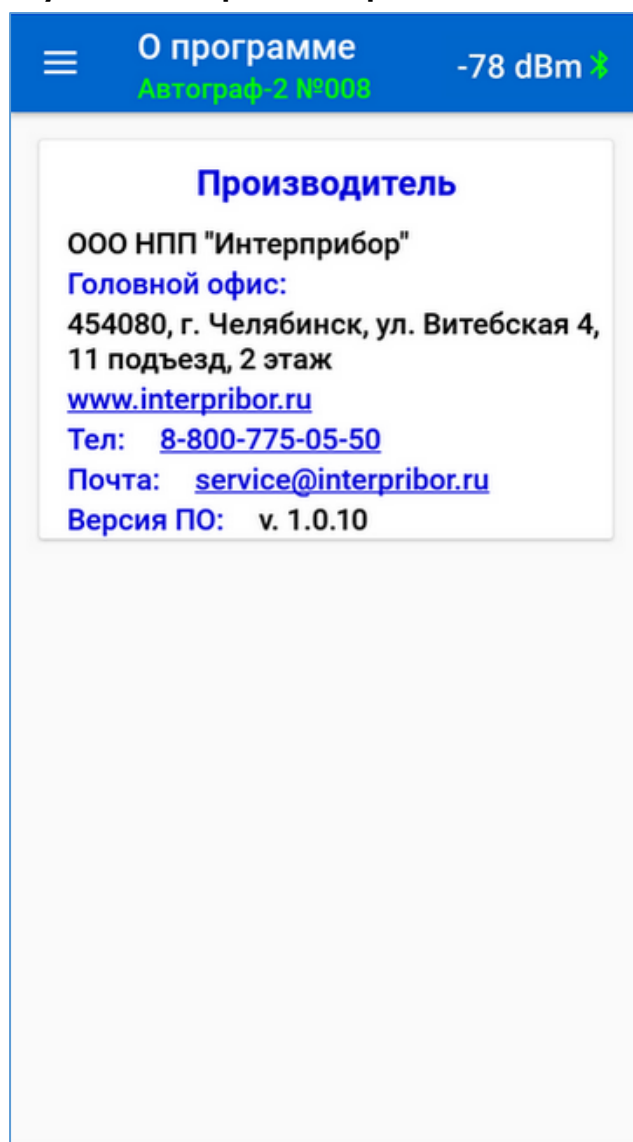 О программе
-78 dBm
Автограф-2 №008
Производитель
ООО НПП "Интерприбор"
Головной офис:
454080, г. Челябинск, ул. Витебская 4,
11 подъезд, 2 этаж
www.interpribor.ru
Тел: 8-800-775-05-50
Почта: service@interpribor.ru
Версия ПО: v. 1.0.10